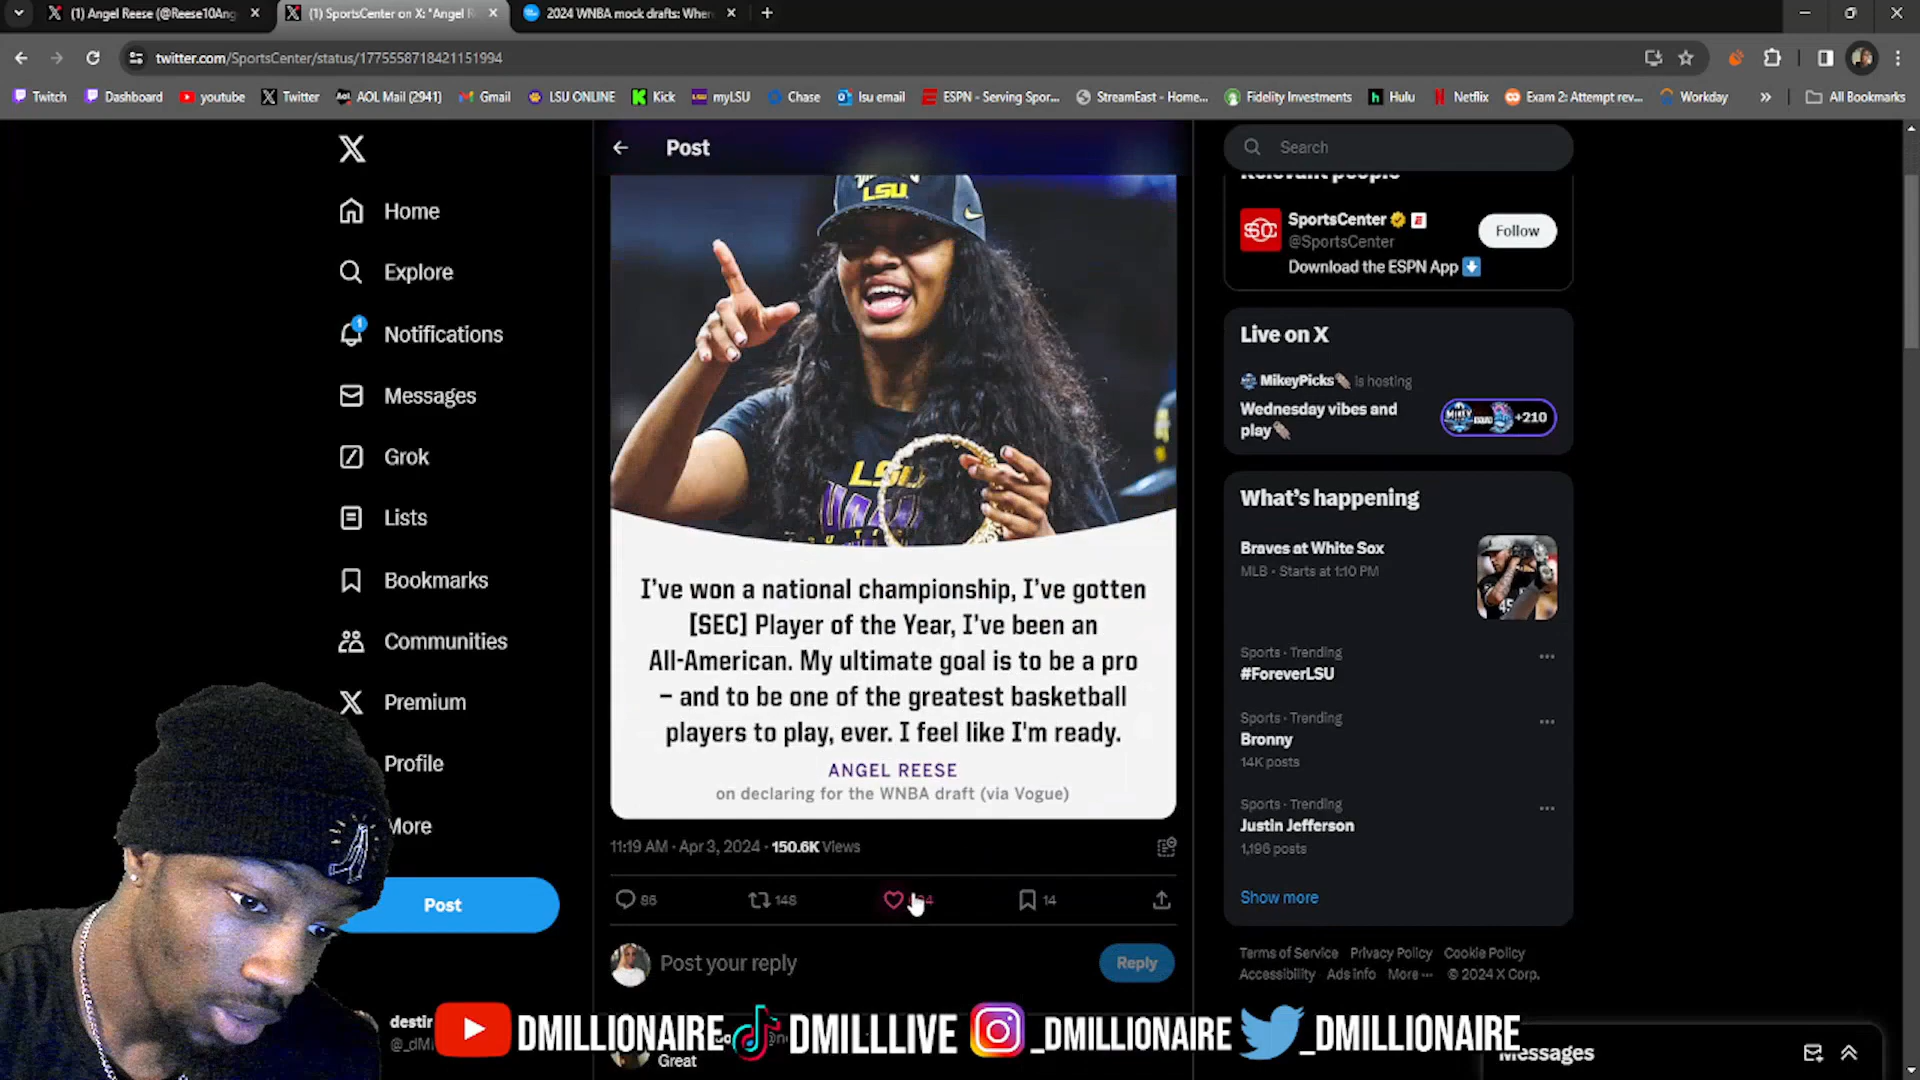 (1) Angel Reese (@Reese10Ang
(1) SportsCenter on X: "Angel R
2024 WNBA mock drafts: Wher
twitter.com/SportsCenter/status/1775558718421151994
Twitch
Dashboard
youtube
Twitter
Aol.
AOL Mail (2941)
Gmail
LSU ONLINE
Kick
myLSU
Chase
lsu email
ESPN - Serving Spor...
StreamEast - Home...
Fidelity Investments
Hulu
Netflix
Exam 2: Attempt rev...
Workday
All Bookmarks
Home
Explore
1
Notifications
Messages
Grok
Lists
Bookmarks
Communities
Premium
Profile
More
Post
destin
Post
LSU
LSU
I've won a national championship, I've gotten
[SEC] Player of the Year, I've been an
All-American. My ultimate goal is to be a pro
– and to be one of the greatest basketball
players to play, ever. I feel like I'm ready.
ANGEL REESE
on declaring for the WNBA draft (via Vogue)
11:19 AM · Apr 3, 2024 · 150.6K Views
148
14
Post your reply
Reply
Great
Search
Relevant people
SC
SportsCenter
@SportsCenter
Download the ESPN App
Follow
Live on X
MikeyPicks is hosting
Wednesday vibes and
play
+210
What's happening
Braves at White Sox
MLB · Starts at 1:10 PM
Sports · Trending
#ForeverLSU
Sports · Trending
Bronny
14K posts
Sports · Trending
Justin Jefferson
1,196 posts
Show more
Terms of Service Privacy Policy Cookie Policy
Accessibility Ads info More ··· © 2024 X Corp.
Messages
DMILLIONAIRE
DMILLLIVE
_DMILLIONAIRE
_DMILLIONAIRE